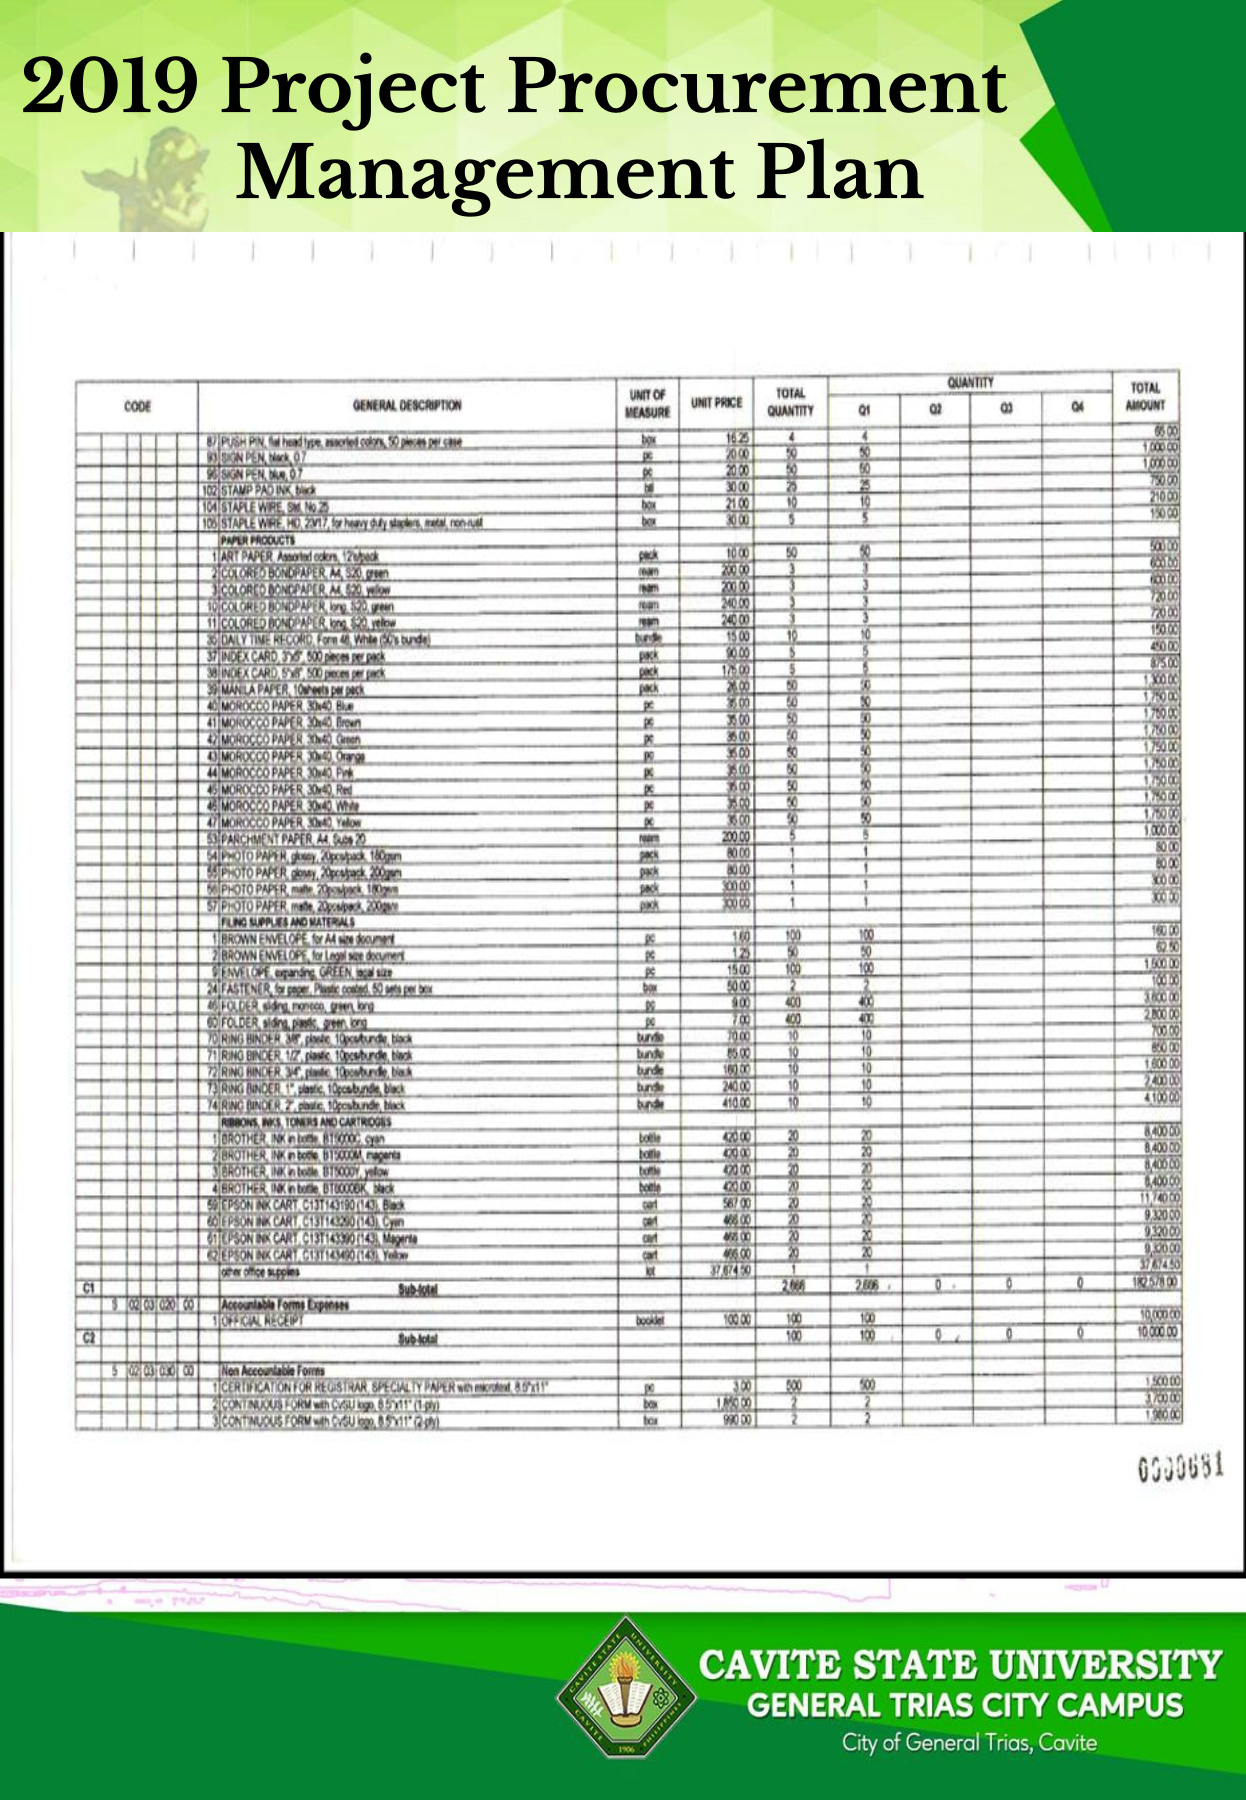 2019 Project Procurement
Management Plan
CODE GENERAL DESCRIPTION UNIT OF MEASURE UNIT PRICE TOTAL QUANTITY QUANTITY Q1 Q2 Q3 Q4 TOTAL AMOUNT
87 PUSH PIN, flat head type, assorted colors, 50 pieces per case box 16.25 4 4 65.00
93 SIGN PEN, black, 0.7 pc 20.00 50 50 1,000.00
96 SIGN PEN, blue, 0.7 pc 20.00 50 50 1,000.00
102 STAMP PAD INK, black btl 30.00 25 25 750.00
104 STAPLE WIRE, Std. No.25 box 21.00 10 10 210.00
105 STAPLE WIRE, HD, 23/17, for heavy duty staplers, metal, non-rust box 30.00 5 5 150.00
PAPER PRODUCTS
1 ART PAPER, Assorted colors, 12's/pack pack 10.00 50 50 500.00
2 COLORED BONDPAPER, A4, S20, green ream 200.00 3 3 600.00
3 COLORED BONDPAPER, A4, S20, yellow ream 200.00 3 3 600.00
10 COLORED BONDPAPER, long, S20, green ream 240.00 3 3 720.00
11 COLORED BONDPAPER, long, S20, yellow ream 240.00 3 3 720.00
35 DAILY TIME RECORD, Form 48, White (50's bundle) bundle 15.00 10 10 150.00
37 INDEX CARD, 3"x5", 500 pieces per pack pack 90.00 5 5 450.00
38 INDEX CARD, 5"x8", 500 pieces per pack pack 175.00 5 5 875.00
39 MANILA PAPER, 10sheets per pack pack 26.00 50 50 1,300.00
40 MOROCCO PAPER, 30x40, Blue pc 35.00 50 50 1,750.00
41 MOROCCO PAPER, 30x40, Brown pc 35.00 50 50 1,750.00
42 MOROCCO PAPER, 30x40, Green pc 35.00 50 50 1,750.00
43 MOROCCO PAPER, 30x40, Orange pc 35.00 50 50 1,750.00
44 MOROCCO PAPER, 30x40, Pink pc 35.00 50 50 1,750.00
45 MOROCCO PAPER, 30x40, Red pc 35.00 50 50 1,750.00
46 MOROCCO PAPER, 30x40, White pc 35.00 50 50 1,750.00
47 MOROCCO PAPER, 30x40, Yellow pc 35.00 50 50 1,750.00
53 PARCHMENT PAPER, A4, Subs 20 ream 200.00 5 5 1,000.00
54 PHOTO PAPER, glossy, 20pcs/pack, 180gsm pack 80.00 1 1 80.00
55 PHOTO PAPER, glossy, 20pcs/pack, 200gsm pack 80.00 1 1 80.00
56 PHOTO PAPER, matte, 20pcs/pack, 180gsm pack 300.00 1 1 300.00
57 PHOTO PAPER, matte, 20pcs/pack, 200gsm pack 300.00 1 1 300.00
FILING SUPPLIES AND MATERIALS
1 BROWN ENVELOPE, for A4 size document pc 1.60 100 100 160.00
2 BROWN ENVELOPE, for Legal size document pc 1.25 50 50 62.50
9 ENVELOPE, expanding, GREEN, legal size pc 15.00 100 100 1,500.00
24 FASTENER, for paper, Plastic coated, 50 sets per box box 50.00 2 2 100.00
46 FOLDER, sliding, morocco, green, long pc 9.00 400 400 3,600.00
60 FOLDER, sliding, plastic, green, long pc 7.00 400 400 2,800.00
70 RING BINDER, 3/8", plastic, 10pcs/bundle, black bundle 70.00 10 10 700.00
71 RING BINDER, 1/2", plastic, 10pcs/bundle, black bundle 85.00 10 10 850.00
72 RING BINDER, 3/4", plastic, 10pcs/bundle, black bundle 160.00 10 10 1,600.00
73 RING BINDER, 1", plastic, 10pcs/bundle, black bundle 240.00 10 10 2,400.00
74 RING BINDER, 2", plastic, 10pcs/bundle, black bundle 410.00 10 10 4,100.00
RIBBONS, INKS, TONERS AND CARTRIDGES
1 BROTHER, INK in bottle, BT5000C, cyan bottle 420.00 20 20 8,400.00
2 BROTHER, INK in bottle, BT5000M, magenta bottle 420.00 20 20 8,400.00
3 BROTHER, INK in bottle, BT5000Y, yellow bottle 420.00 20 20 8,400.00
4 BROTHER, INK in bottle, BT6000BK, black bottle 420.00 20 20 8,400.00
59 EPSON INK CART, C13T143190 (143), Black cart 587.00 20 20 11,740.00
60 EPSON INK CART, C13T143290 (143), Cyan cart 466.00 20 20 9,320.00
61 EPSON INK CART, C13T143390 (143), Magenta cart 466.00 20 20 9,320.00
62 EPSON INK CART, C13T143490 (143), Yellow cart 466.00 20 20 9,320.00
other office supplies lot 37,674.50 1 1 37,674.50
C1 Sub-total 2,666 2,666 0 0 0 182,578.00
5 02 03 020 00 Accountable Forms Expenses
1 OFFICIAL RECEIPT booklet 100.00 100 100 10,000.00
C2 Sub-total 100 100 0 0 0 10,000.00
5 02 03 030 00 Non Accountable Forms
1 CERTIFICATION FOR REGISTRAR, SPECIALTY PAPER with microtext, 8.5"x11" pc 3.00 500 500 1,500.00
2 CONTINUOUS FORM with CvSU logo, 8.5"x11" (1-ply) box 1,850.00 2 2 3,700.00
3 CONTINUOUS FORM with CvSU logo, 8.5"x11" (2-ply) box 990.00 2 2 1,980.00
0000681
CAVITE STATE UNIVERSITY
CAVITE STATE UNIVERSITY
GENERAL TRIAS CITY CAMPUS
City of General Trias, Cavite
CAVITE PHILIPPINES
1906